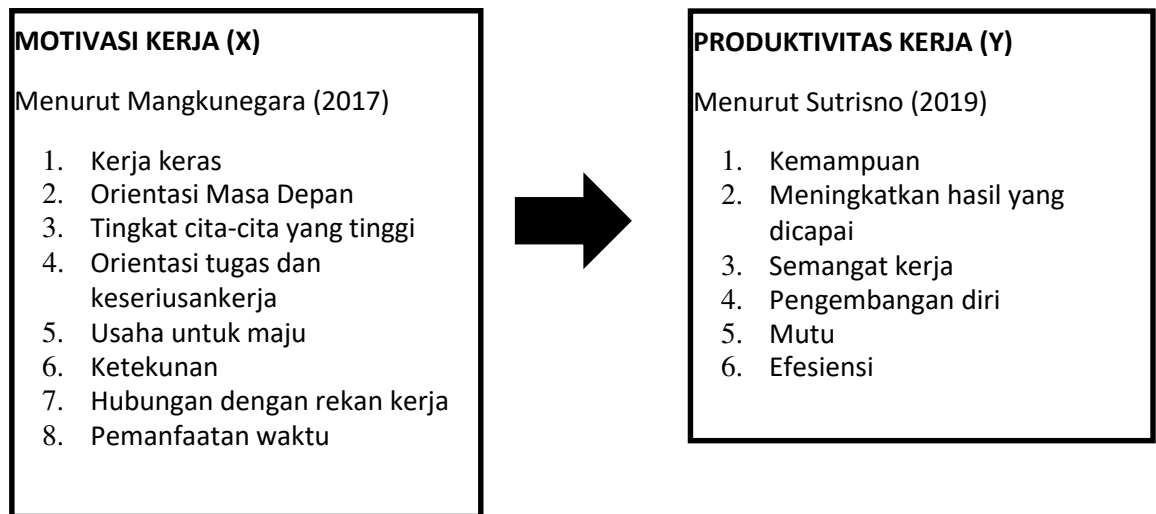 MOTIVASI KERJA (X)
Menurut Mangkunegara (2017)
1. Kerja keras
2. Orientasi Masa Depan
3. Tingkat cita-cita yang tinggi
4. Orientasi tugas dan
keseriusankerja
5. Usaha untuk maju
6. Ketekunan
7. Hubungan dengan rekan kerja
8. Pemanfaatan waktu
PRODUKTIVITAS KERJA (Y)
Menurut Sutrisno (2019)
1. Kemampuan
2. Meningkatkan hasil yang
dicapai
3. Semangat kerja
4. Pengembangan diri
5. Mutu
6. Efesiensi